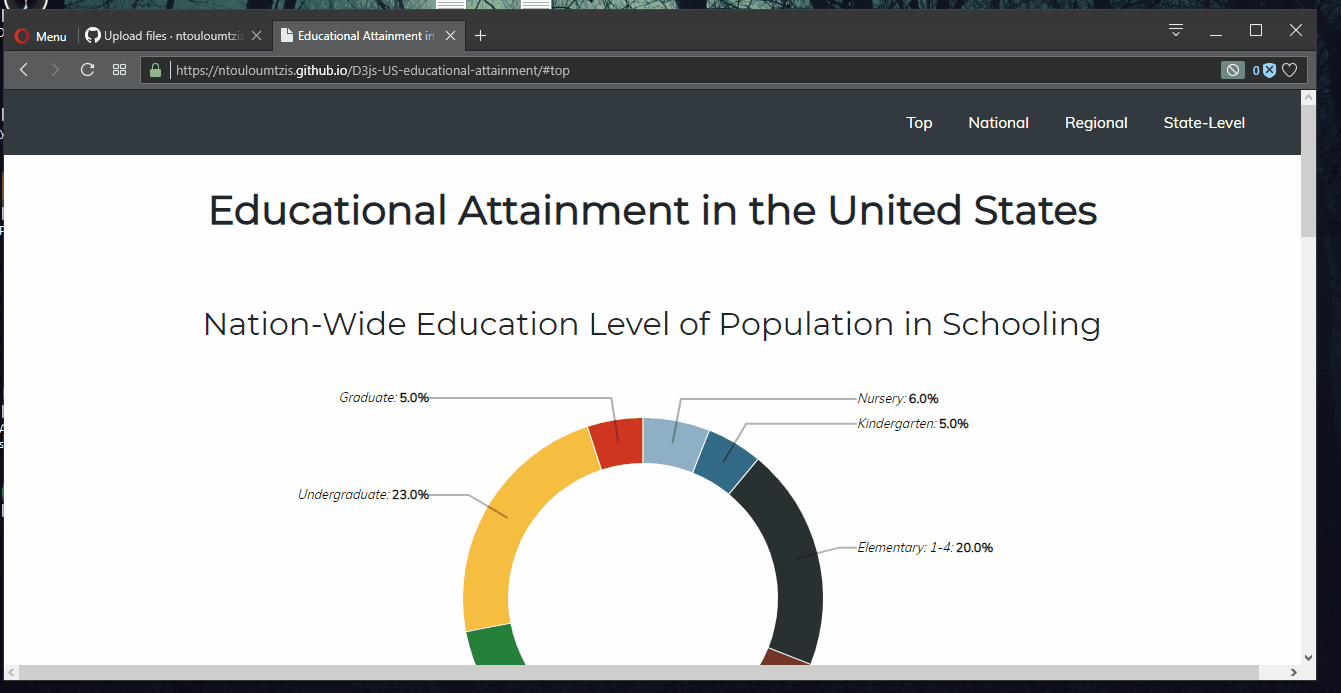 Menu
Upload files · ntouloumtzis
Educational Attainment in
https://ntouloumtzis.github.io/D3js-US-educational-attainment/#top
0
Top
National
Regional
State-Level
Educational Attainment in the United States
Nation-Wide Education Level of Population in Schooling
Graduate: 5.0%
Nursery: 6.0%
Kindergarten: 5.0%
Undergraduate: 23.0%
Elementary: 1-4: 20.0%